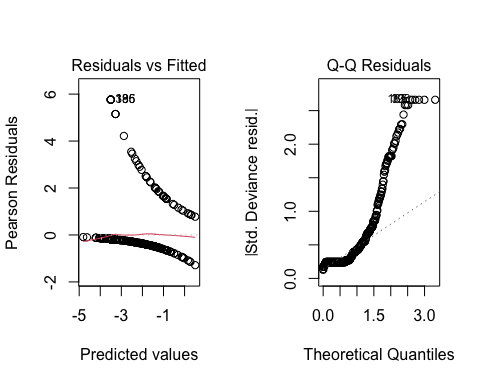 Residuals vs Fitted
Pearson Residuals
6
4
2
0
-2
-5
-3
-1
Predicted values
Q-Q Residuals
|Std. Deviance resid.|
2.0
1.0
0.0
0.0
1.5
3.0
Theoretical Quantiles